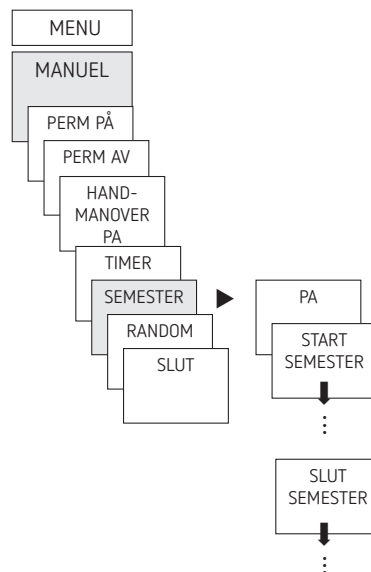 MENU
MANUEL
PERM PÅ
PERM AV
HAND-
MANOVER
PA
TIMER
SEMESTER
RANDOM
SLUT
PA
START
SEMESTER
SLUT
SEMESTER